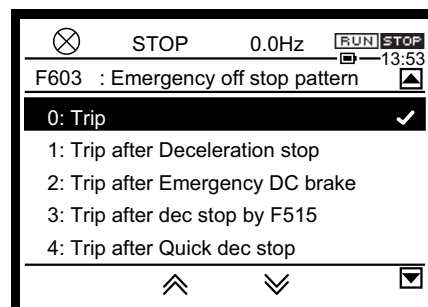 STOP 0.0Hz RUN STOP
13:53
F603 : Emergency off stop pattern
0: Trip
1: Trip after Deceleration stop
2: Trip after Emergency DC brake
3: Trip after dec stop by F515
4: Trip after Quick dec stop